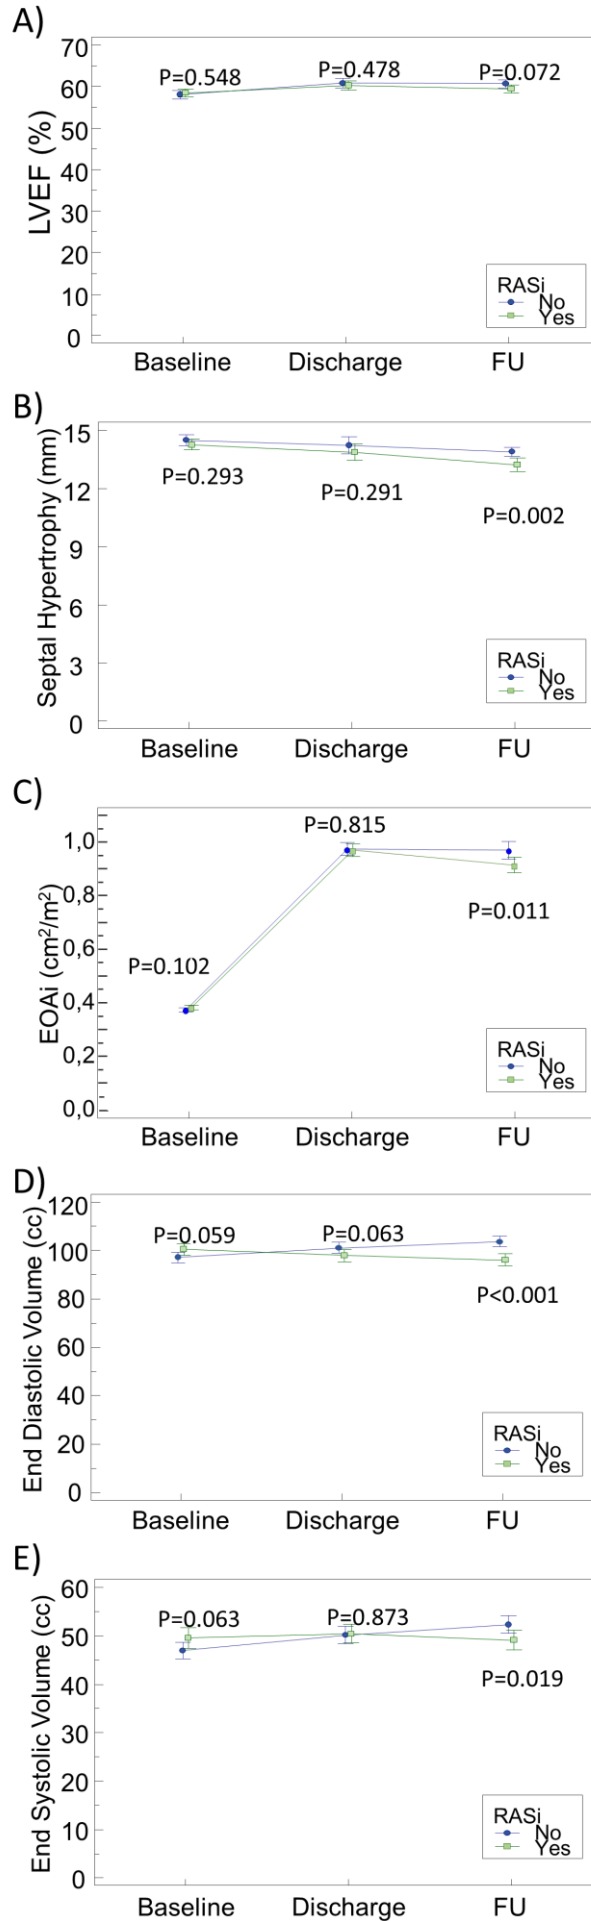 A)
70
60
50
40
30
20
10
0
LVEF (%)
P=0.548
P=0.478
P=0.072
RASi
No
Yes
Baseline
Discharge
FU
B)
15
12
9
6
3
0
Septal Hypertrophy (mm)
P=0.293
P=0.291
P=0.002
RASi
No
Yes
Baseline
Discharge
FU
C)
1,0
0,8
0,6
0,4
0,2
0,0
EOAi (cm²/m²)
P=0.815
P=0.102
P=0.011
RASi
No
Yes
Baseline
Discharge
FU
D)
120
100
80
60
40
20
0
End Diastolic Volume (cc)
P=0.059
P=0.063
P<0.001
RASi
No
Yes
Baseline
Discharge
FU
E)
60
50
40
30
20
10
0
End Systolic Volume (cc)
P=0.063
P=0.873
P=0.019
RASi
No
Yes
Baseline
Discharge
FU